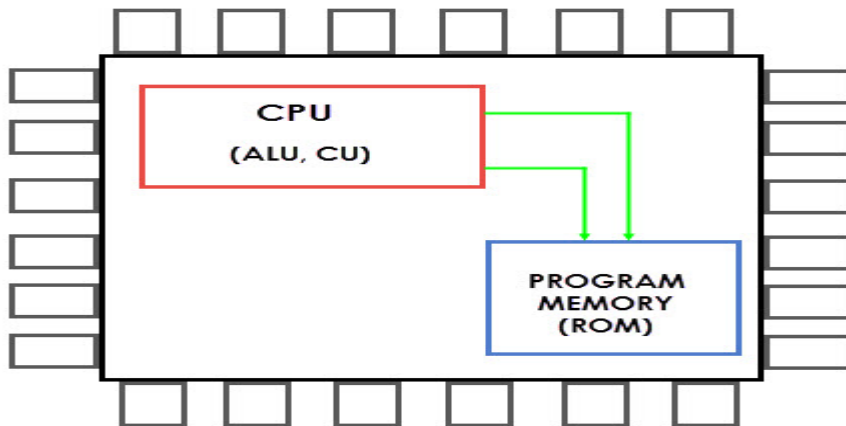 CPU
(ALU, CU)
PROGRAM
MEMORY
(ROM)